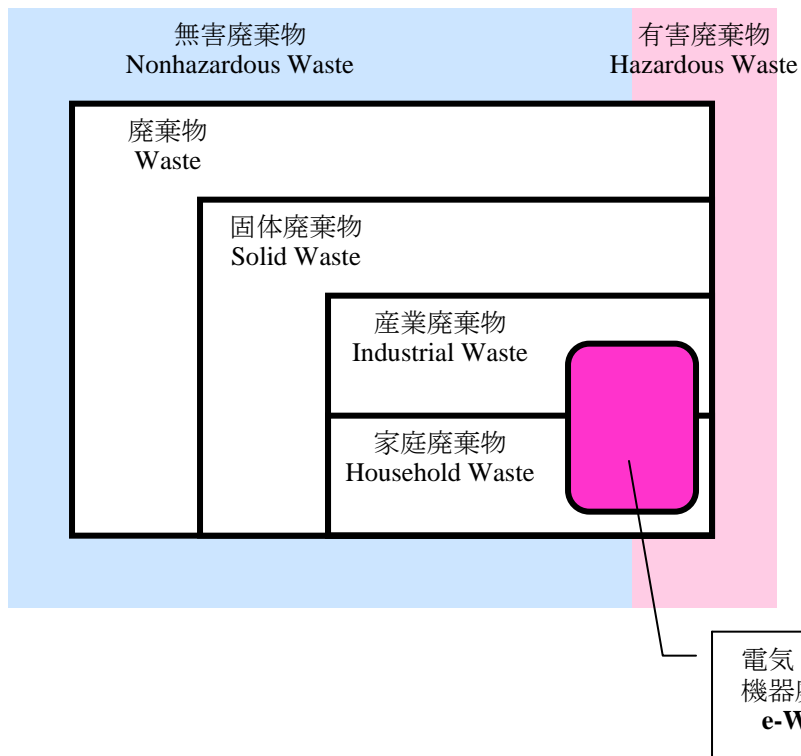 無害廃棄物
Nonhazardous Waste
有害廃棄物
Hazardous Waste
廃棄物
Waste
固体廃棄物
Solid Waste
産業廃棄物
Industrial Waste
家庭廃棄物
Household Waste
電気
機器
e-W